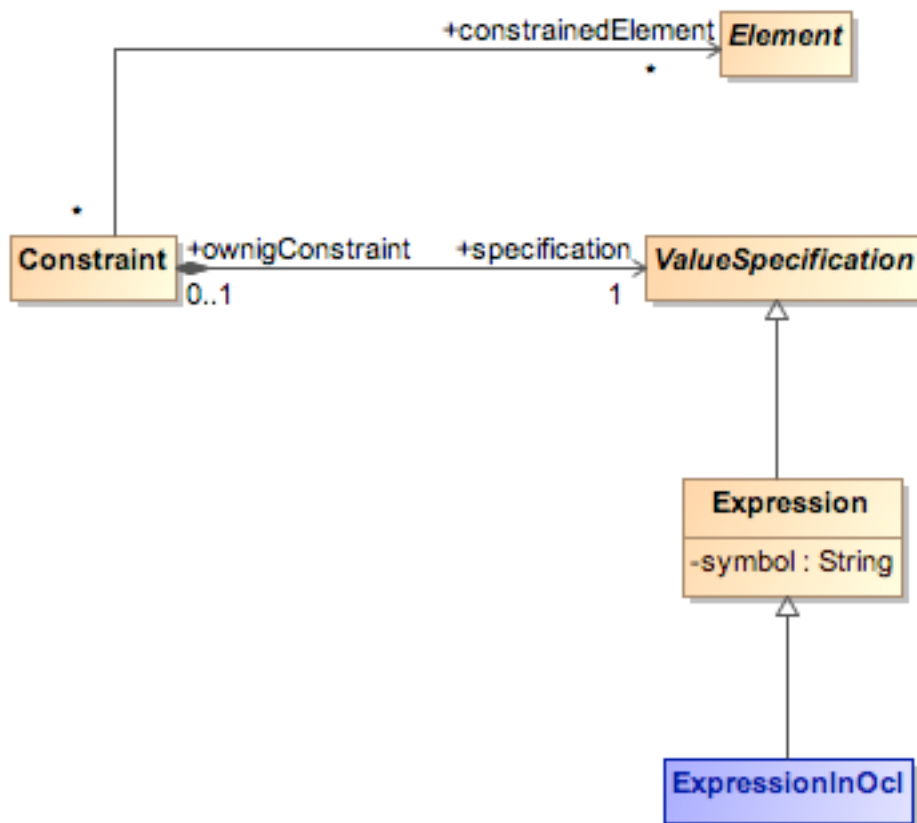 +constrainedElement
Element
*
*
Constraint
+ownigConstraint
+specification
ValueSpecification
0..1
1
Expression
-symbol : String
ExpressionInOcl